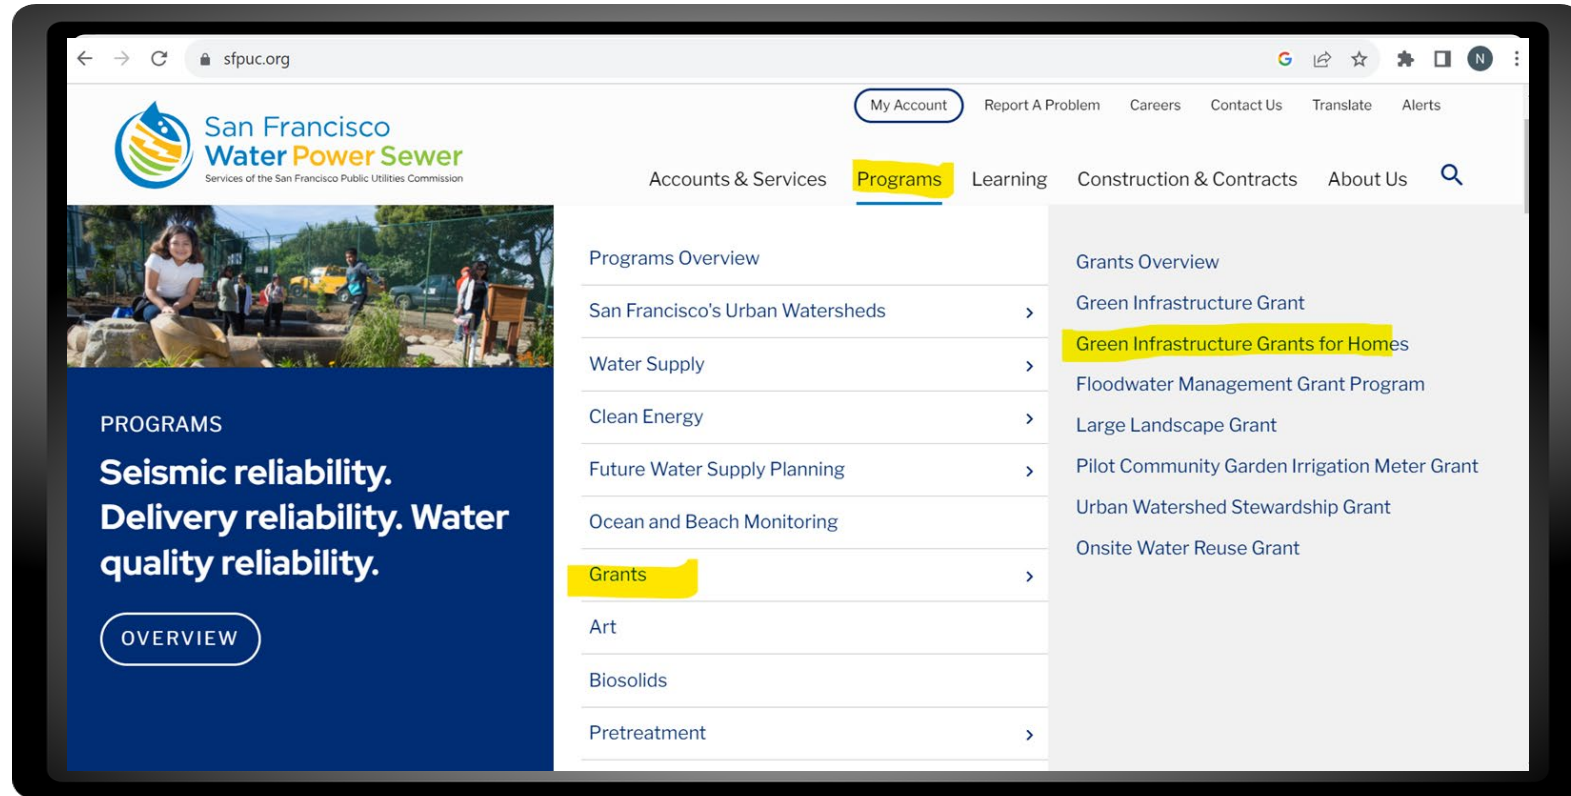 sfpuc.org
N
My Account Report A Problem Careers Contact Us Translate Alerts
San Francisco
Water Power Sewer
Services of the San Francisco Public Utilities Commission
Accounts & Services Programs Learning Construction & Contracts About Us
PROGRAMS
Seismic reliability.
Delivery reliability. Water
quality reliability.
OVERVIEW
Programs Overview
San Francisco's Urban Watersheds
Water Supply
Clean Energy
Future Water Supply Planning
Ocean and Beach Monitoring
Grants
Art
Biosolids
Pretreatment
Grants Overview
Green Infrastructure Grant
Green Infrastructure Grants for Homes
Floodwater Management Grant Program
Large Landscape Grant
Pilot Community Garden Irrigation Meter Grant
Urban Watershed Stewardship Grant
Onsite Water Reuse Grant